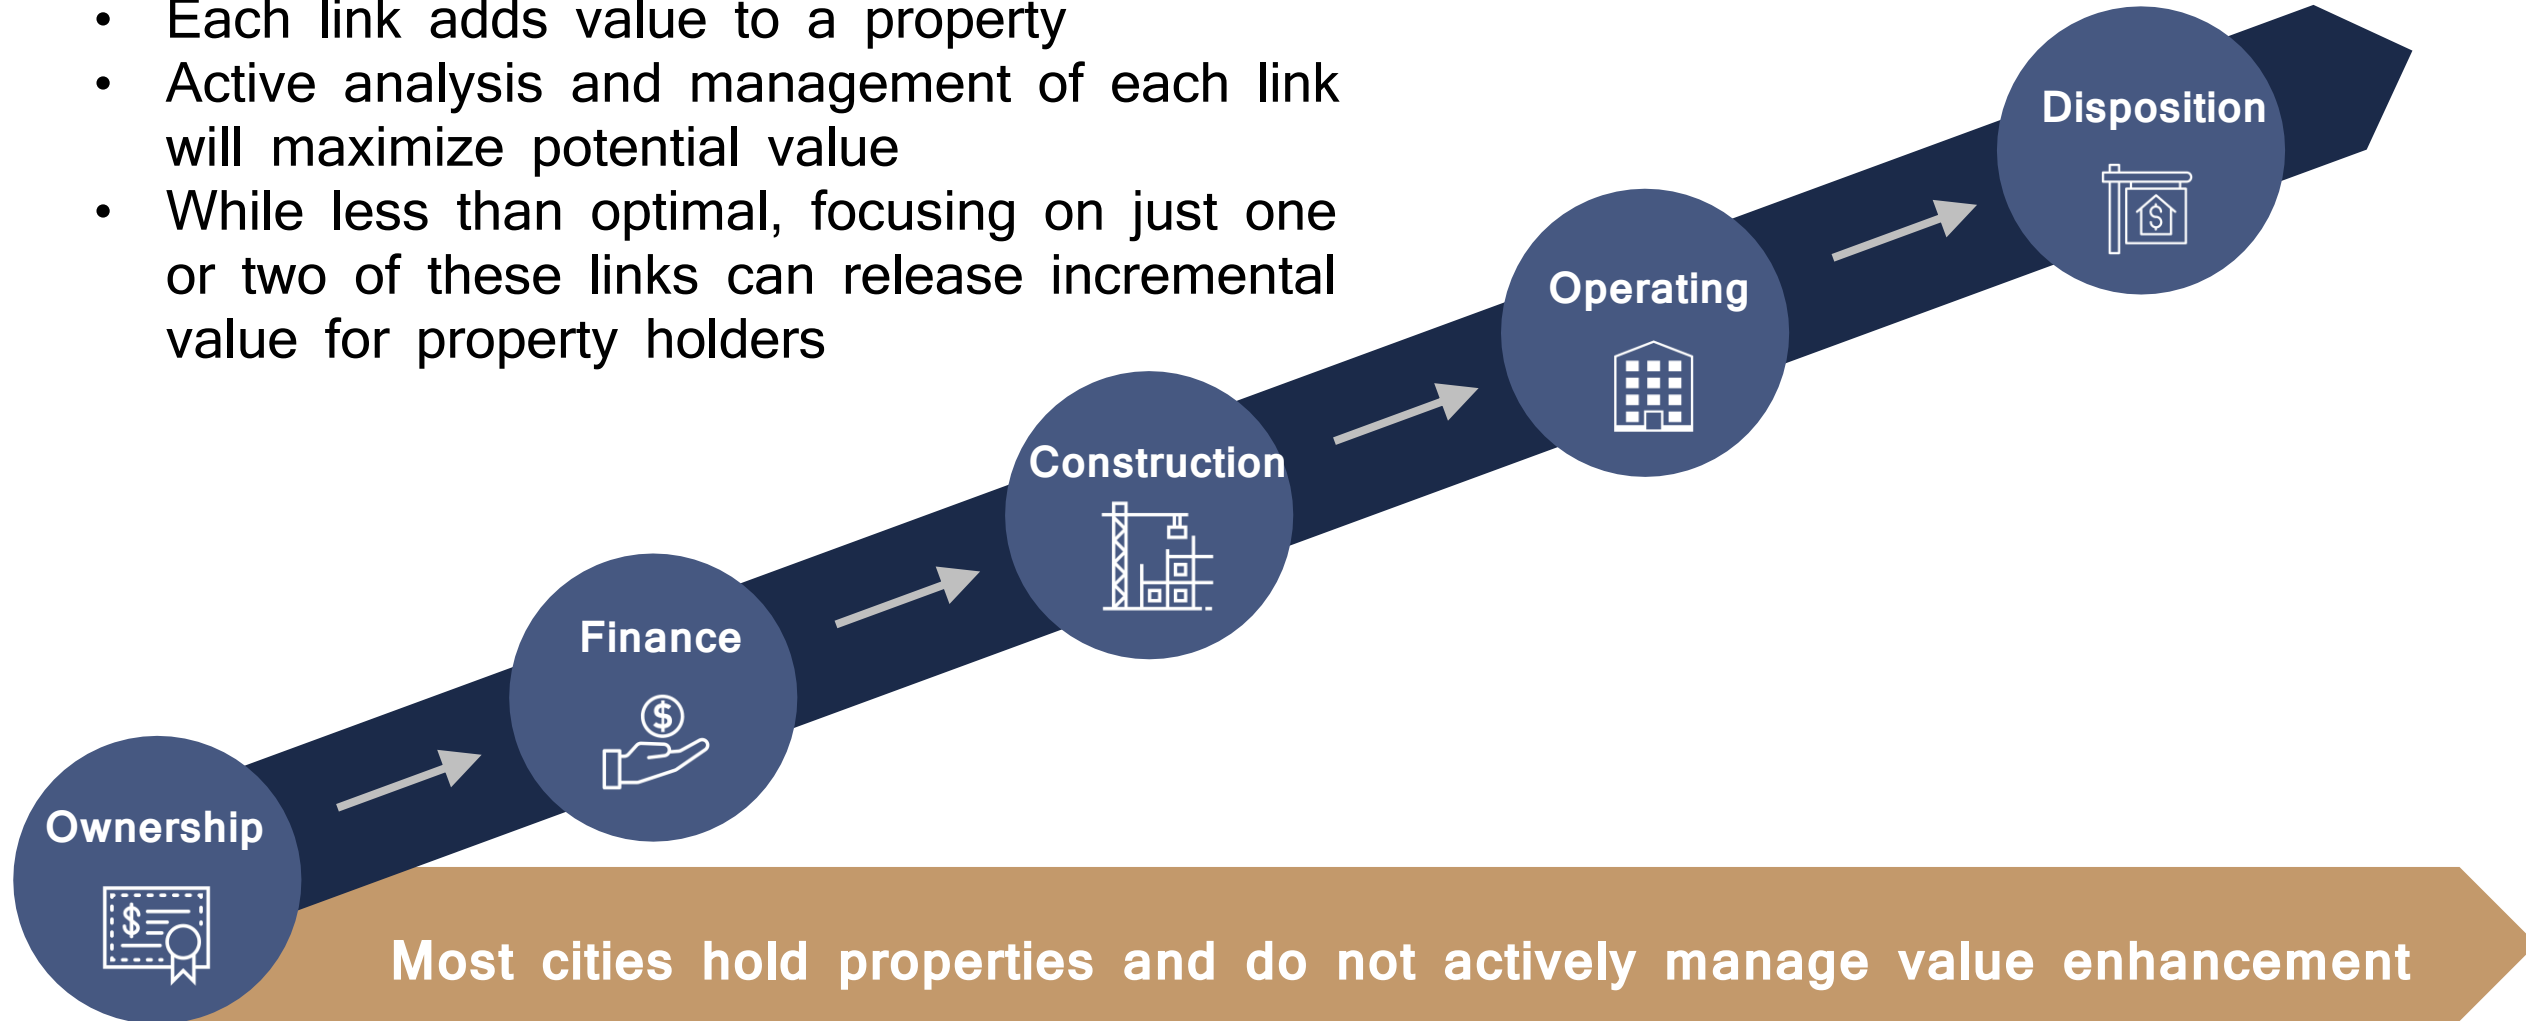 • Each link adds value to a property
• Active analysis and management of each link
will maximize potential value
• While less than optimal, focusing on just one
or two of these links can release incremental
value for property holders
Disposition
Operating
Construction
Finance
Ownership
Most cities hold properties and do not actively manage value enhancement